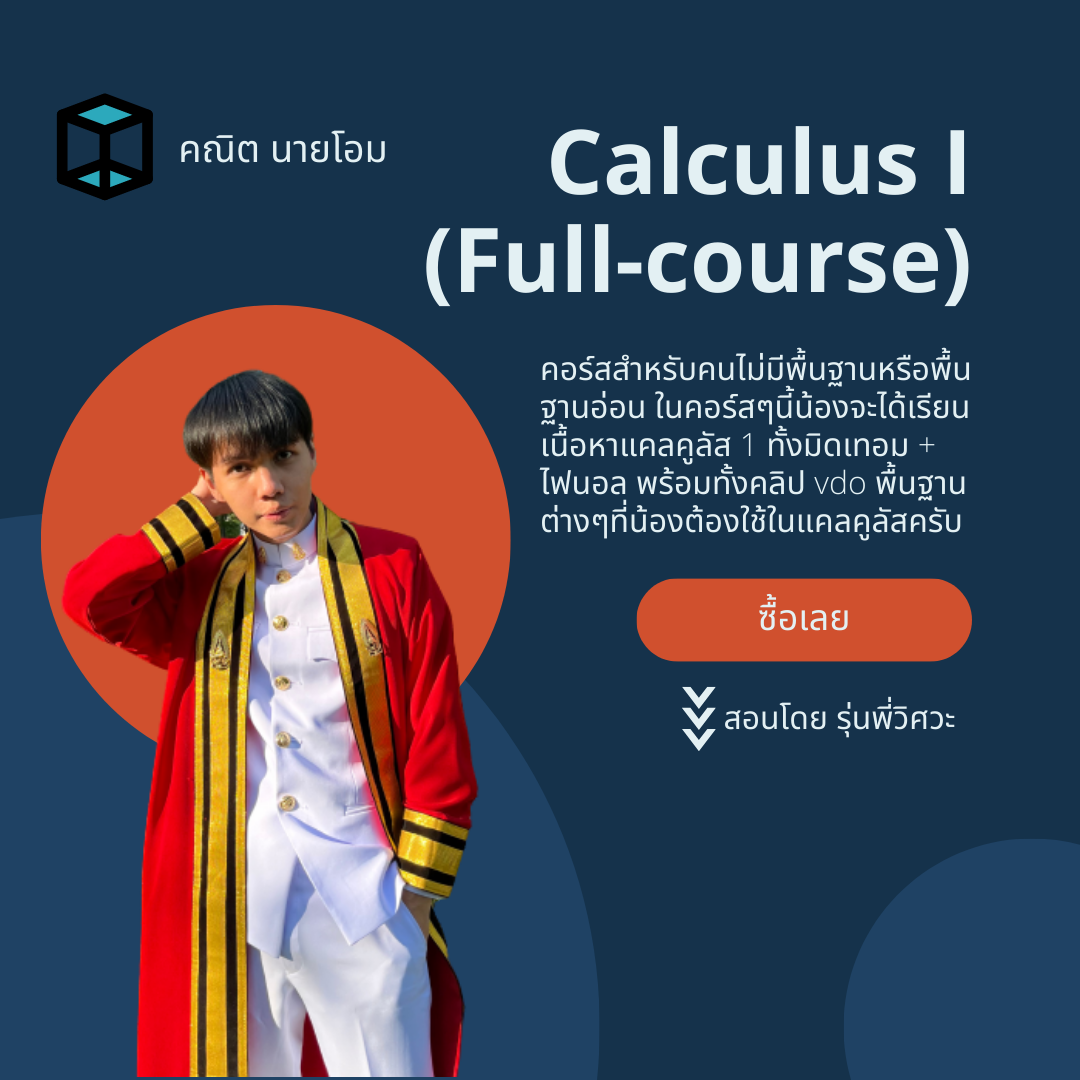 คณิต นายโอม
Calculus I
(Full-course)
คอร์สสำหรับคนไม่มีพื้นฐานหรือพื้น
ฐานอ่อน ในคอร์สๆนี้น้องจะได้เรียน
เนื้อหาแคลคูลัส 1 ทั้งมิดเทอม +
ไฟนอล พร้อมทั้งคลิป vdo พื้นฐาน
ต่างๆที่น้องต้องใช้ในแคลคูลัสครับ
ซื้อเลย
สอนโดย รุ่นพี่วิศวะ